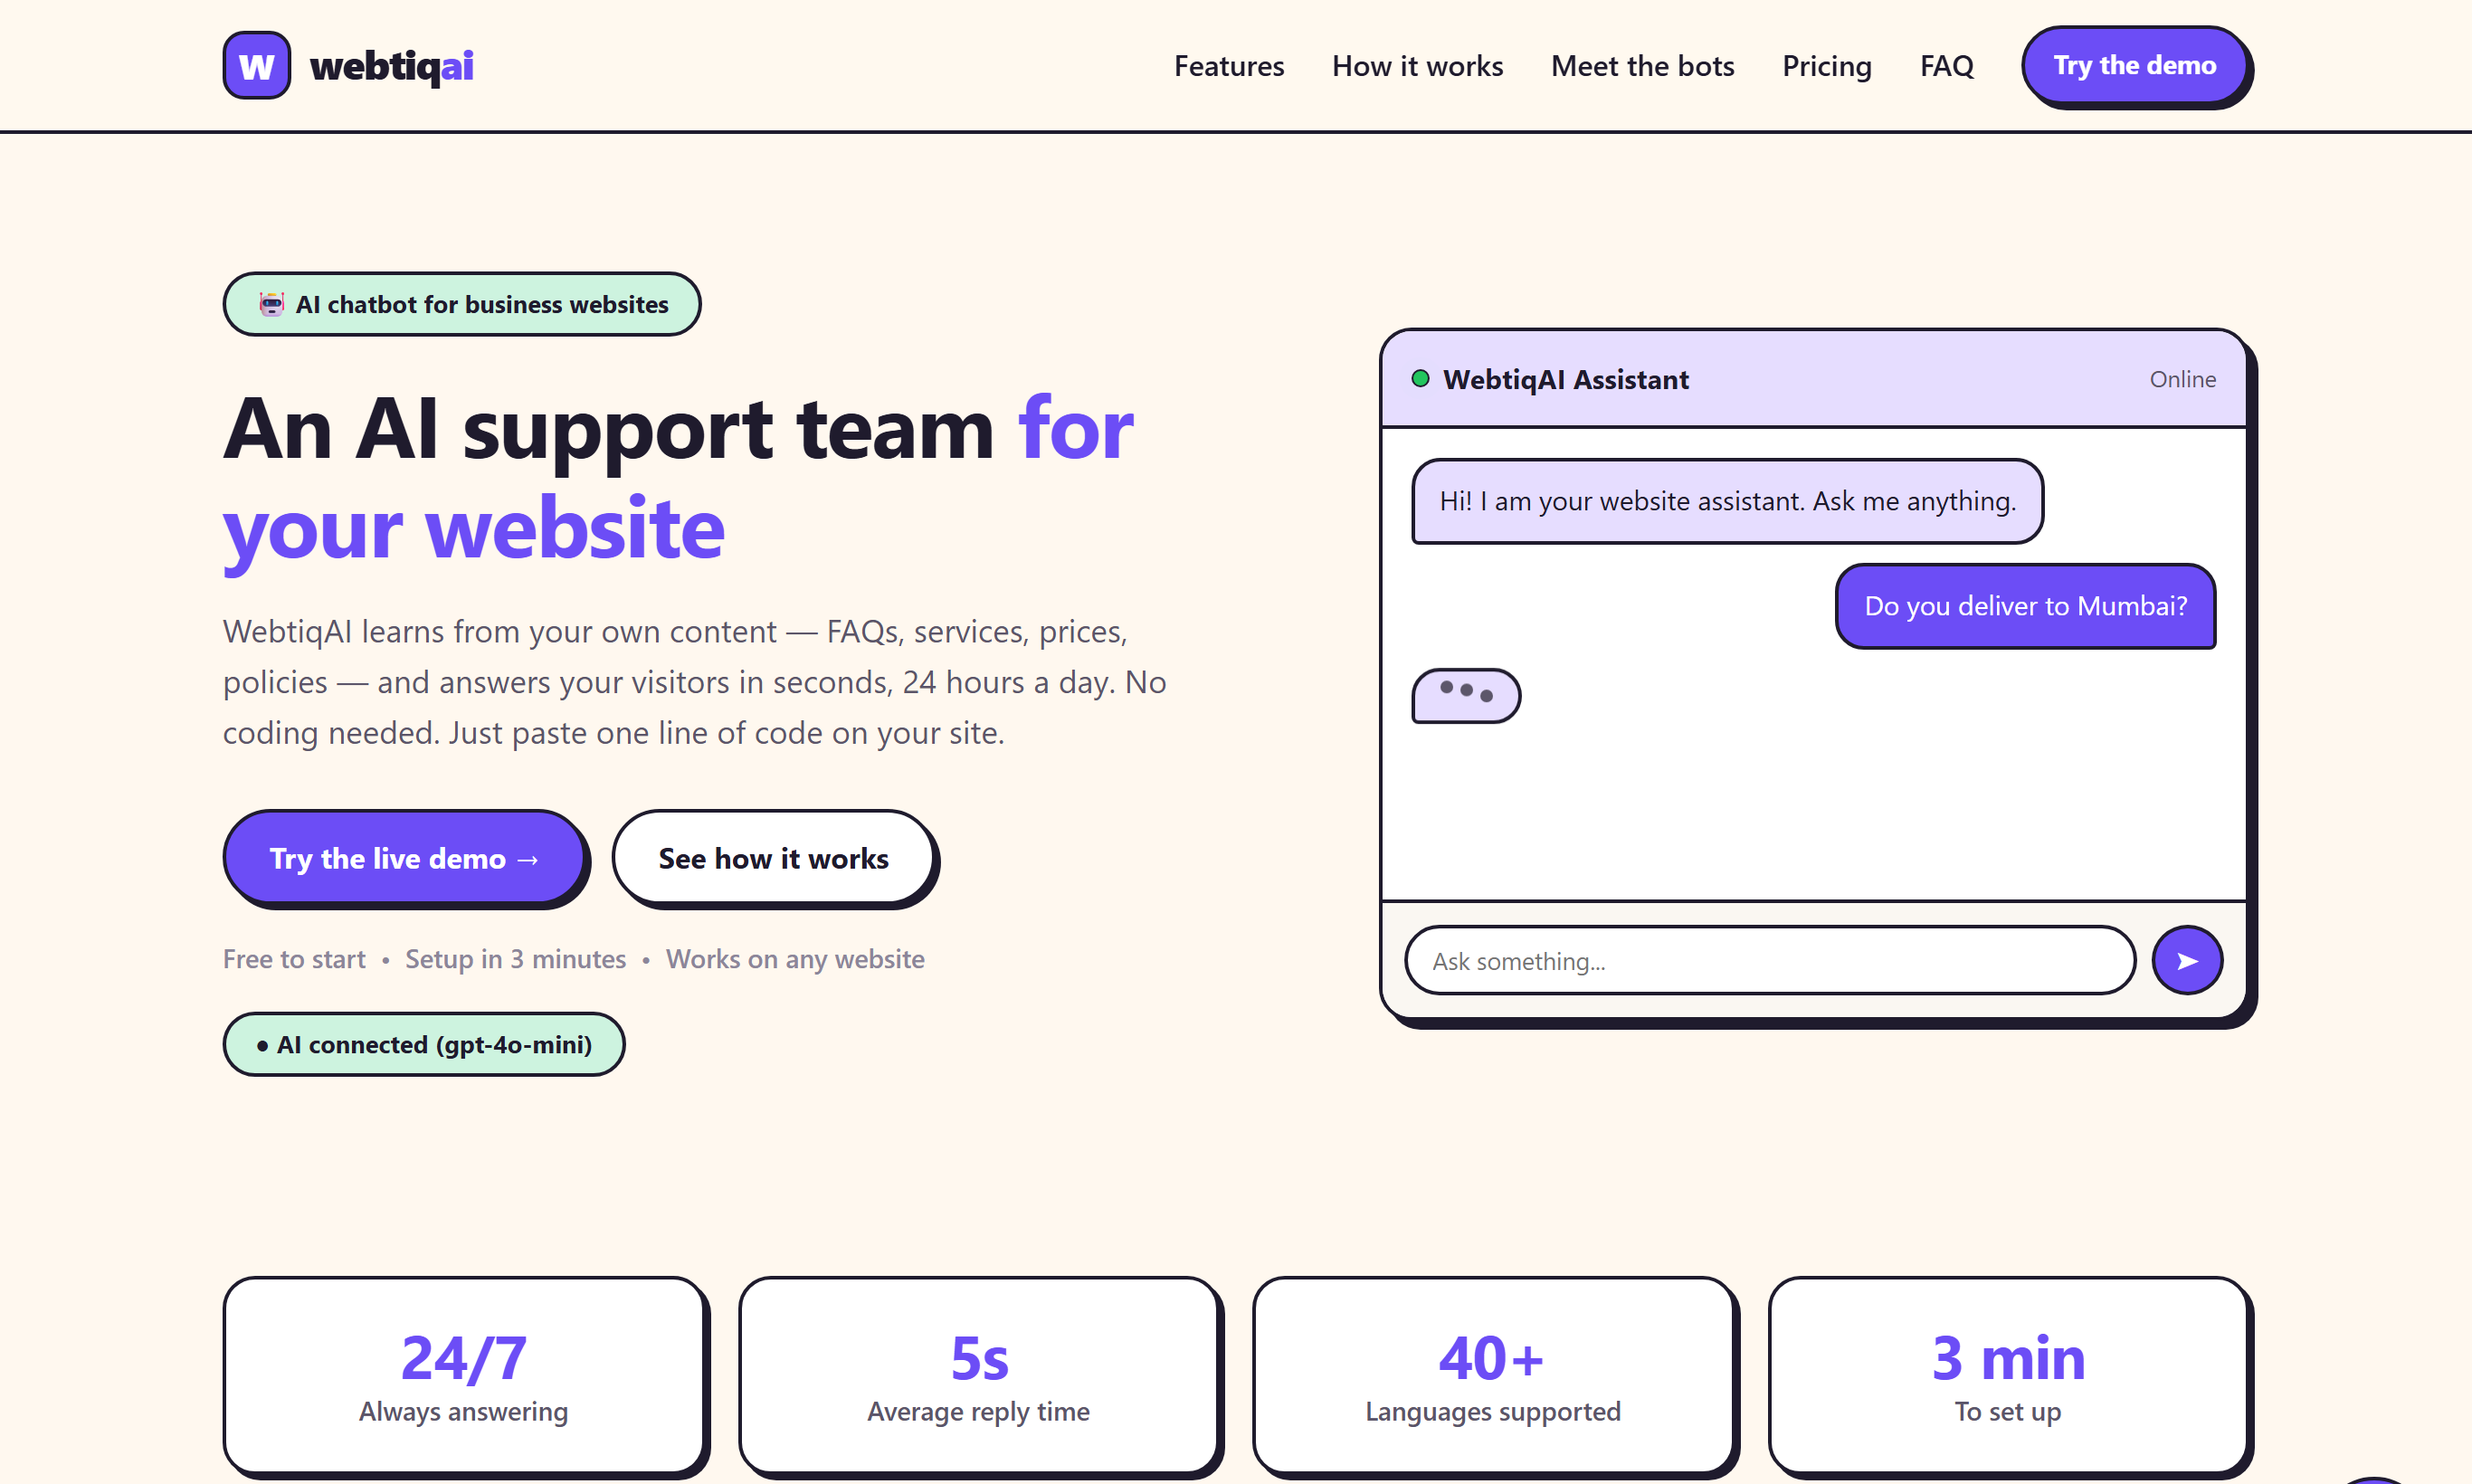 W webtiqai
Features How it works Meet the bots Pricing FAQ Try the demo
🤖 AI chatbot for business websites
An AI support team for
your website
WebtiqAI learns from your own content — FAQs, services, prices,
policies — and answers your visitors in seconds, 24 hours a day. No
coding needed. Just paste one line of code on your site.
Try the live demo →
See how it works
Free to start • Setup in 3 minutes • Works on any website
● AI connected (gpt-4o-mini)
WebtiqAI Assistant
Online
Hi! I am your website assistant. Ask me anything.
Do you deliver to Mumbai?
Ask something...
24/7
Always answering
5s
Average reply time
40+
Languages supported
3 min
To set up